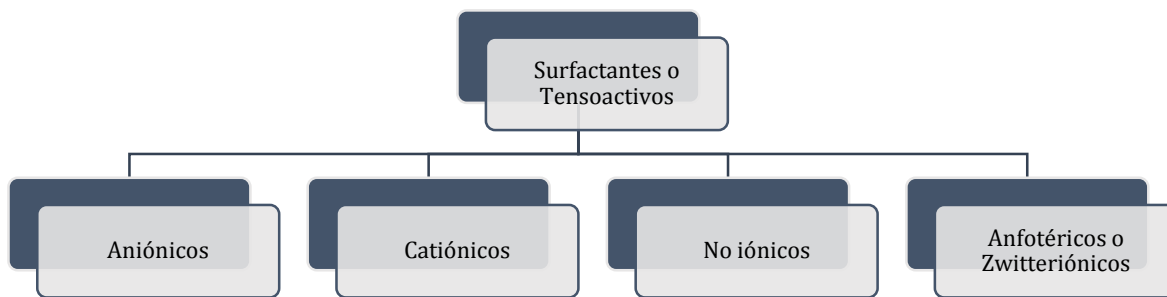 Surfactantes o
Tensoactivos
Aniónicos
Catiónicos
No iónicos
Anfotéricos o
Zwitteriónicos